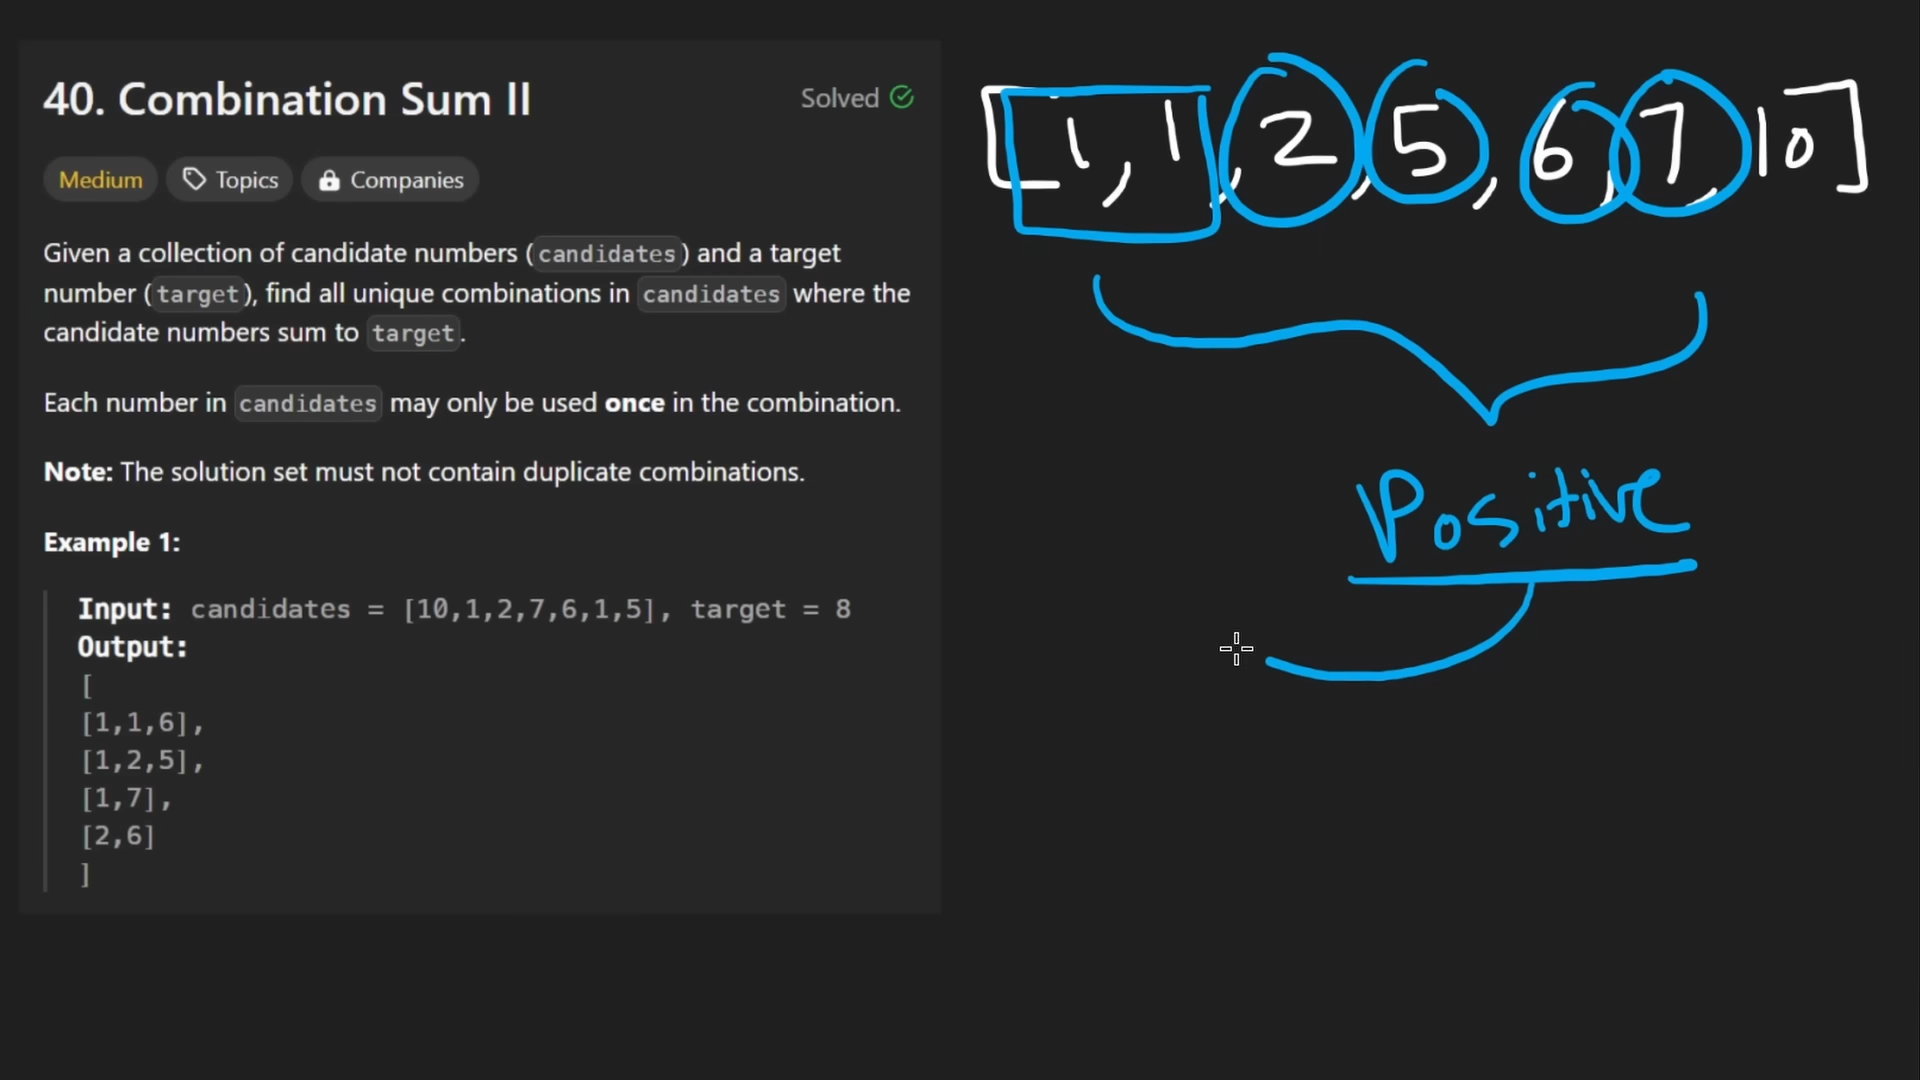 40. Combination Sum II
Solved
Medium
Topics
Companies
Given a collection of candidate numbers (candidates) and a target
number (target), find all unique combinations in candidates where the
candidate numbers sum to target.
Each number in candidates may only be used once in the combination.
Note: The solution set must not contain duplicate combinations.
Example 1:
Input: candidates = [10,1,2,7,6,1,5], target = 8
Output:
[
[1,1,6],
[1,2,5],
[1,7],
[2,6]
]
[1,1,2,5,6,7,10]
Positive